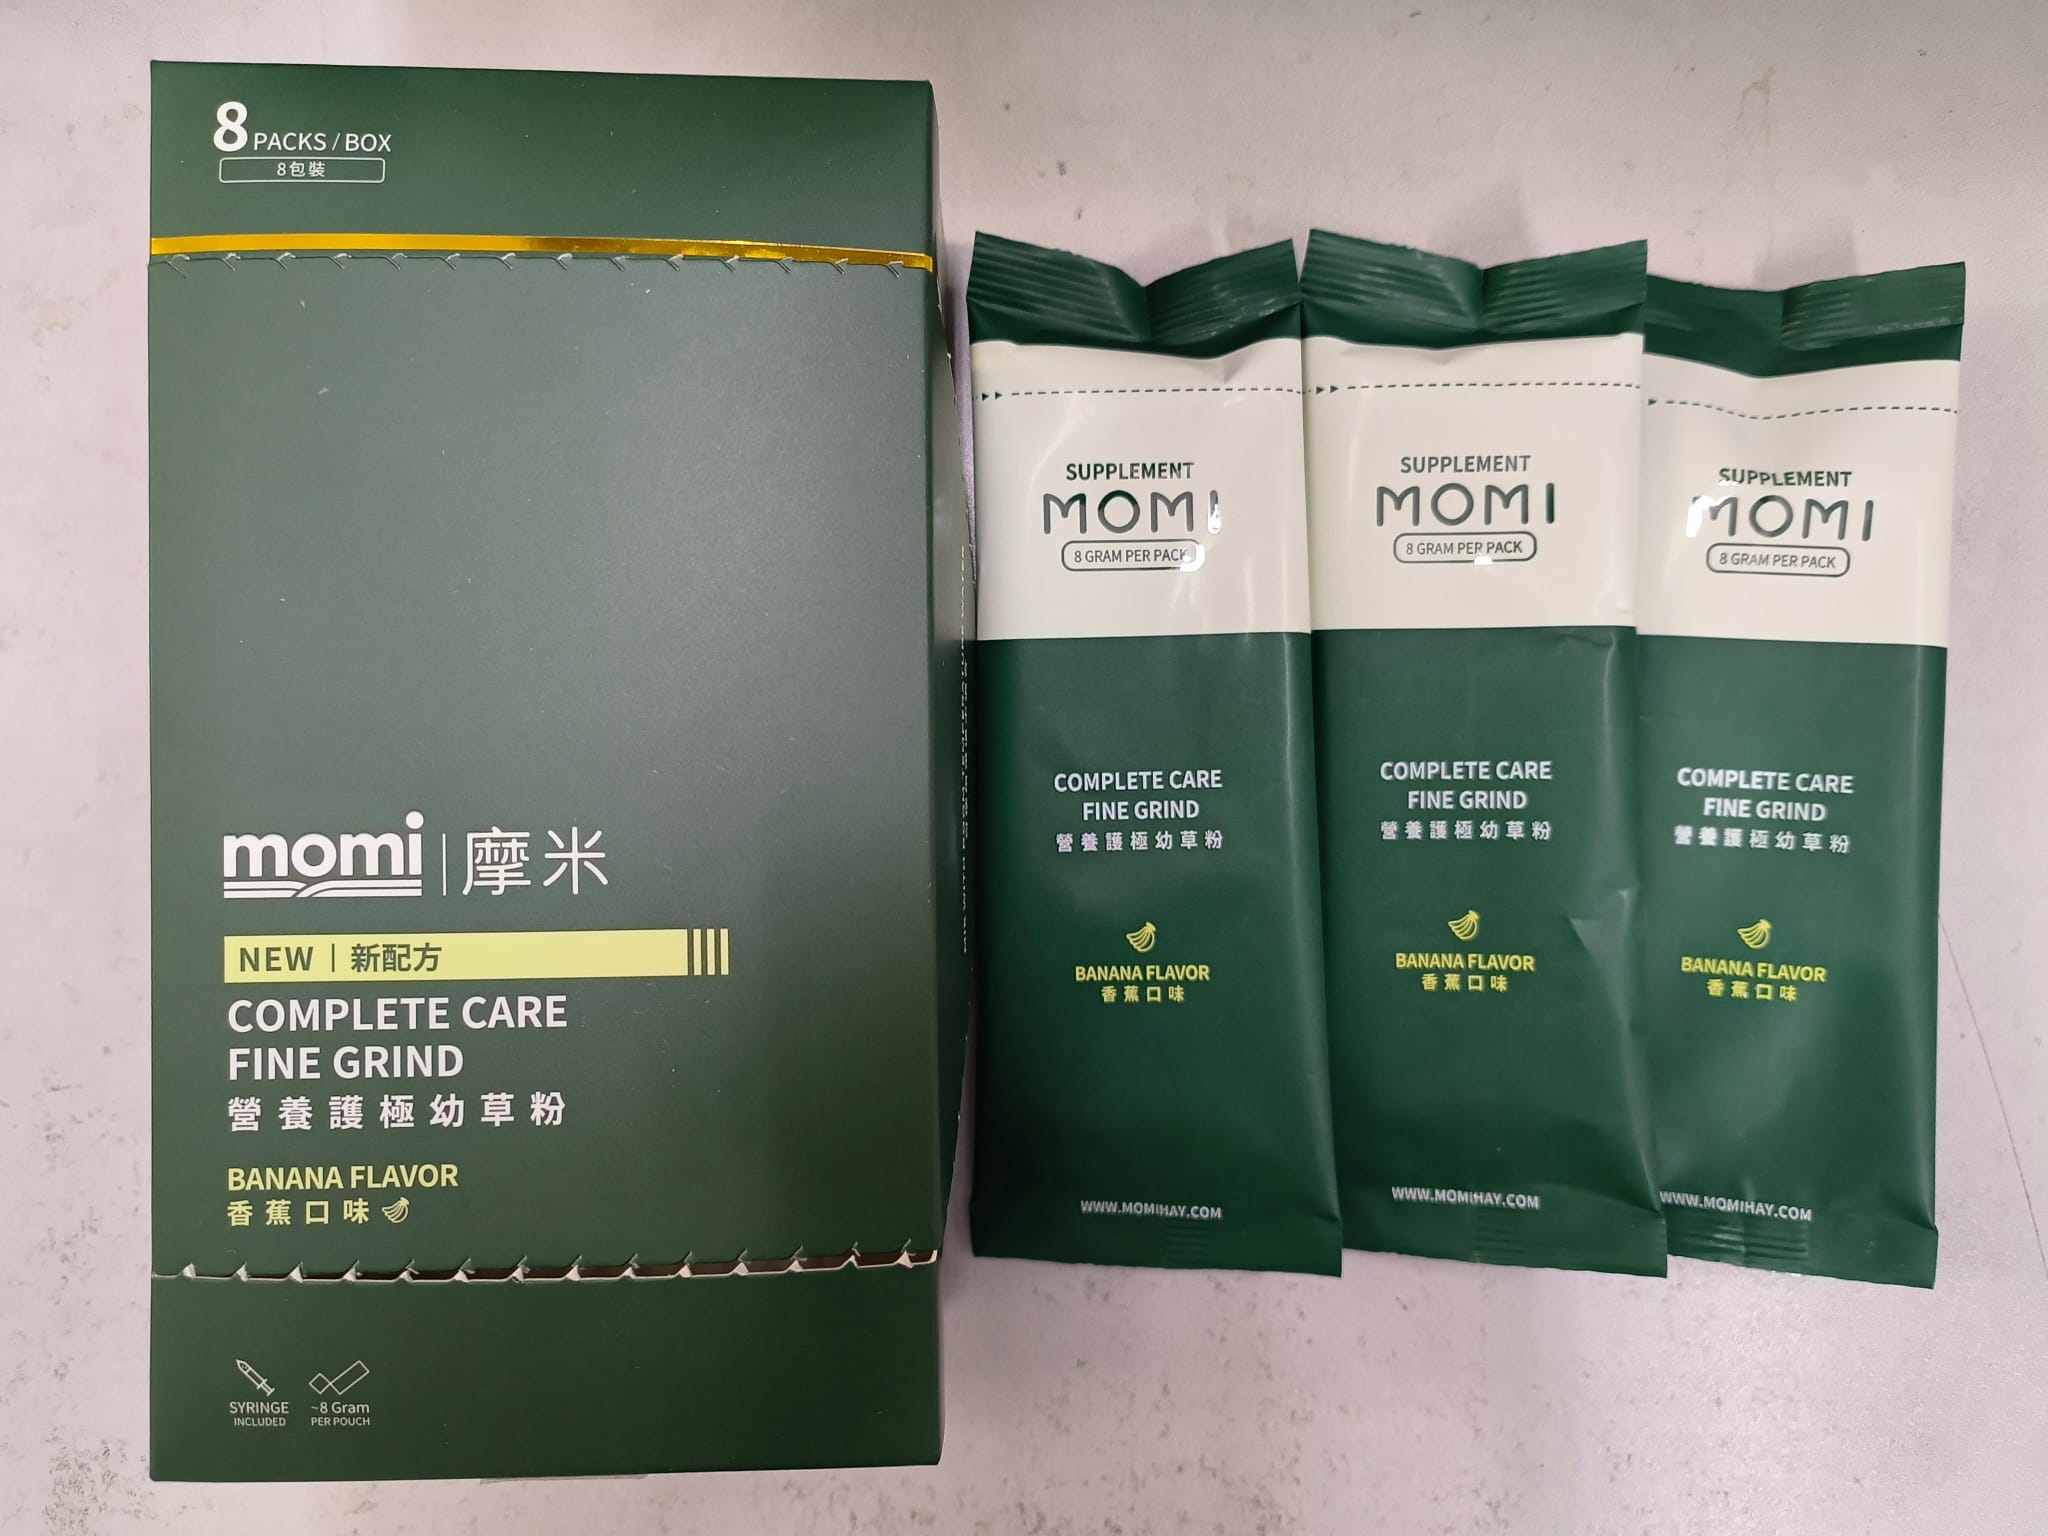 8 PACKS / BOX
8包裝
momi | 摩米
NEW | 新配方
COMPLETE CARE
FINE GRIND
營養護極幼草粉
BANANA FLAVOR
香蕉口味
SYRINGE
INCLUDED
~8 Gram
PER POUCH
SUPPLEMENT
MOMI
8 GRAM PER PACK
COMPLETE CARE
FINE GRIND
營養護極幼草粉
BANANA FLAVOR
香蕉口味
WWW.MOMIHAY.COM
SUPPLEMENT
MOMI
8 GRAM PER PACK
COMPLETE CARE
FINE GRIND
營養護極幼草粉
BANANA FLAVOR
香蕉口味
WWW.MOMIHAY.COM
SUPPLEMENT
MOMI
8 GRAM PER PACK
COMPLETE CARE
FINE GRIND
營養護極幼草粉
BANANA FLAVOR
香蕉口味
WWW.MOMIHAY.COM